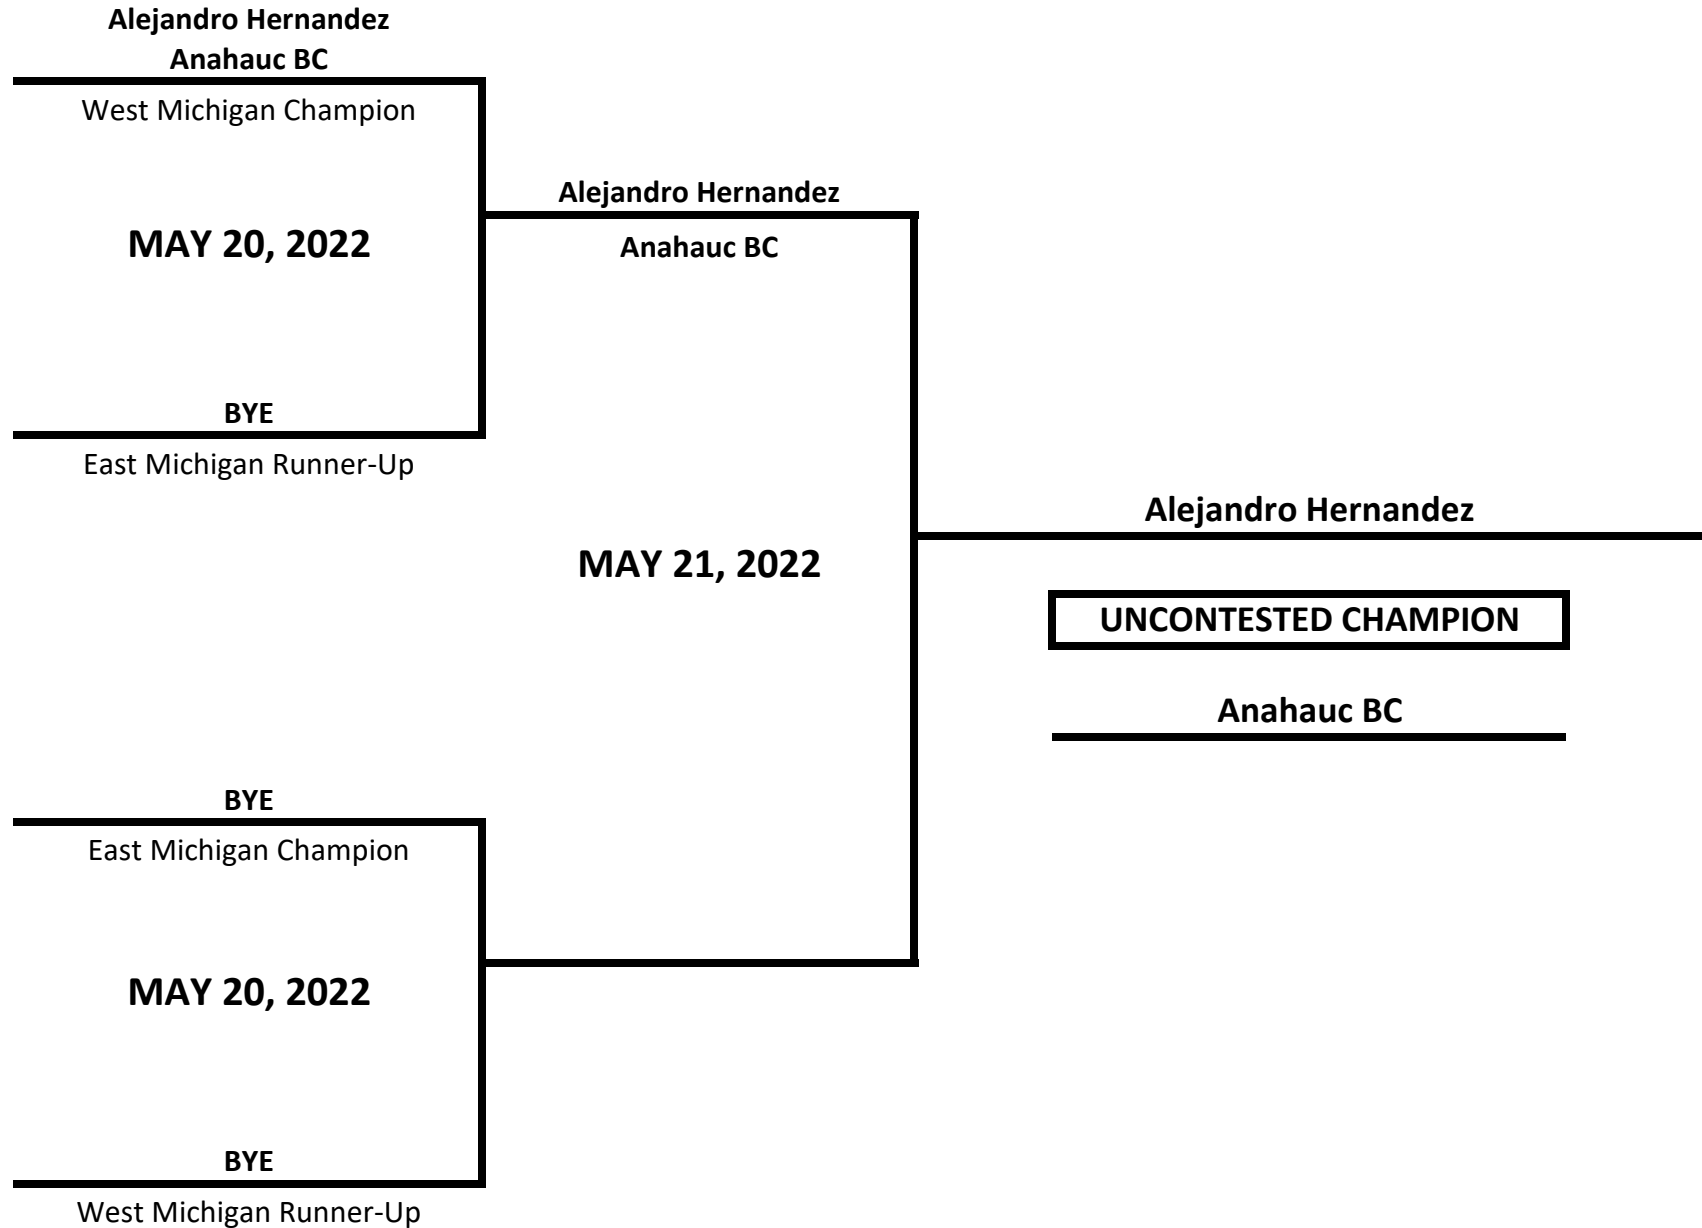 Alejandro Hernandez
Anahauc BC
West Michigan Champion
MAY 20, 2022
BYE
East Michigan Runner-Up
Alejandro Hernandez
Anahauc BC
MAY 21, 2022
BYE
East Michigan Champion
MAY 20, 2022
BYE
West Michigan Runner-Up
Alejandro Hernandez
UNCONTESTED CHAMPION
Anahauc BC